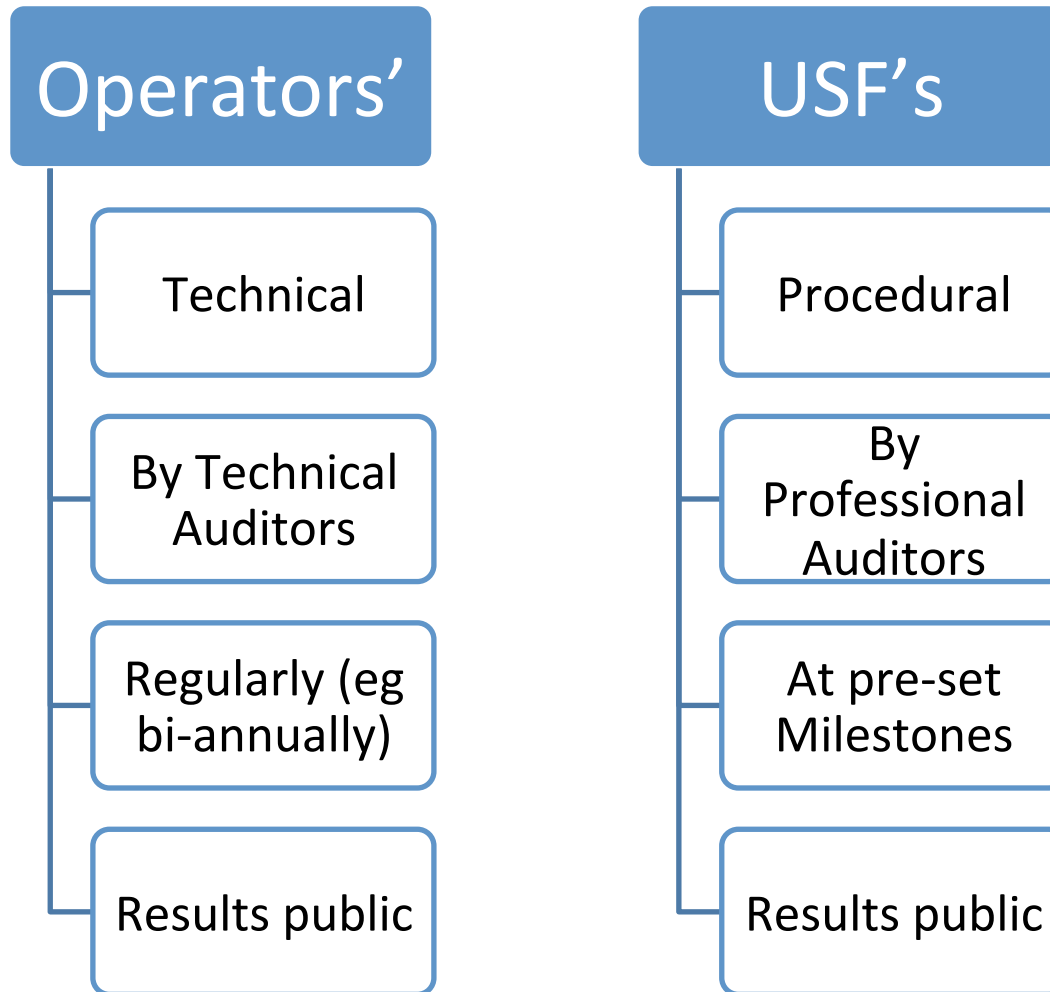 Operators’
Technical
By Technical
Auditors
Regularly (eg
bi-annually)
Results public
USF’s
Procedural
By
Professional
Auditors
At pre-set
Milestones
Results public